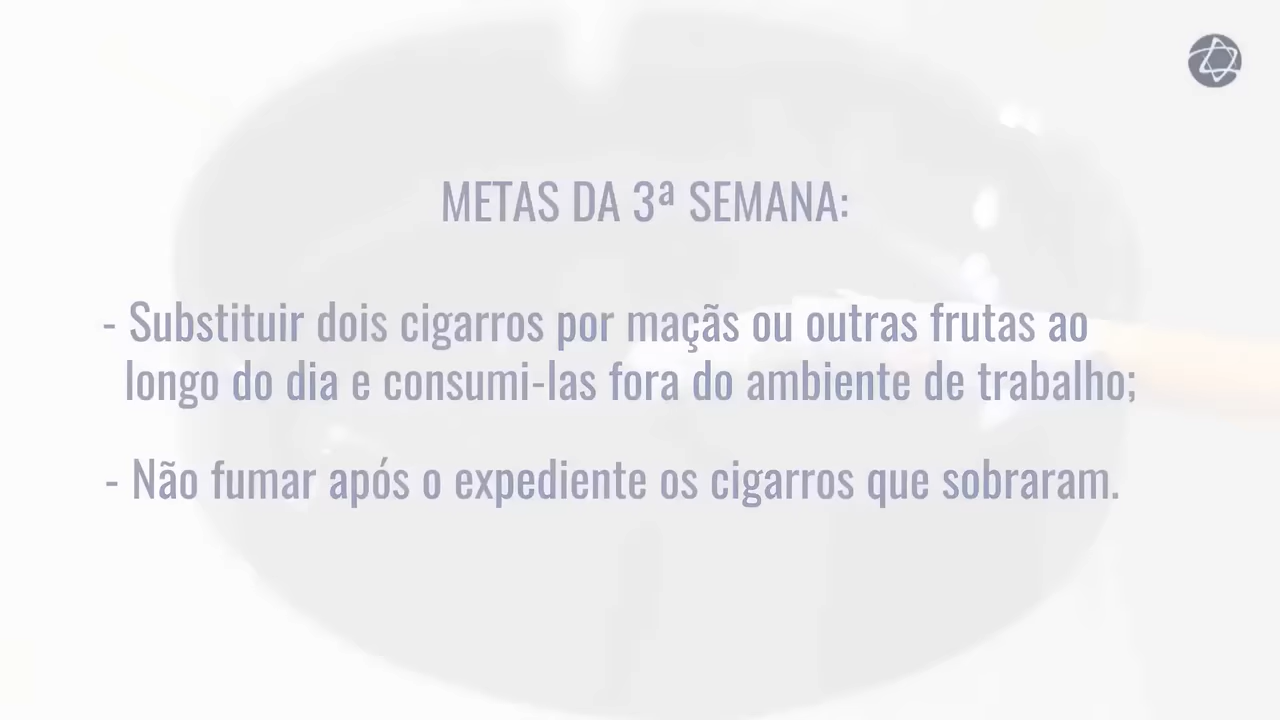 METAS DA 3ª SEMANA:
- Substituir dois cigarros por maçãs ou outras frutas ao
longo do dia e consumi-las fora do ambiente de trabalho;
- Não fumar após o expediente os cigarros que sobraram.